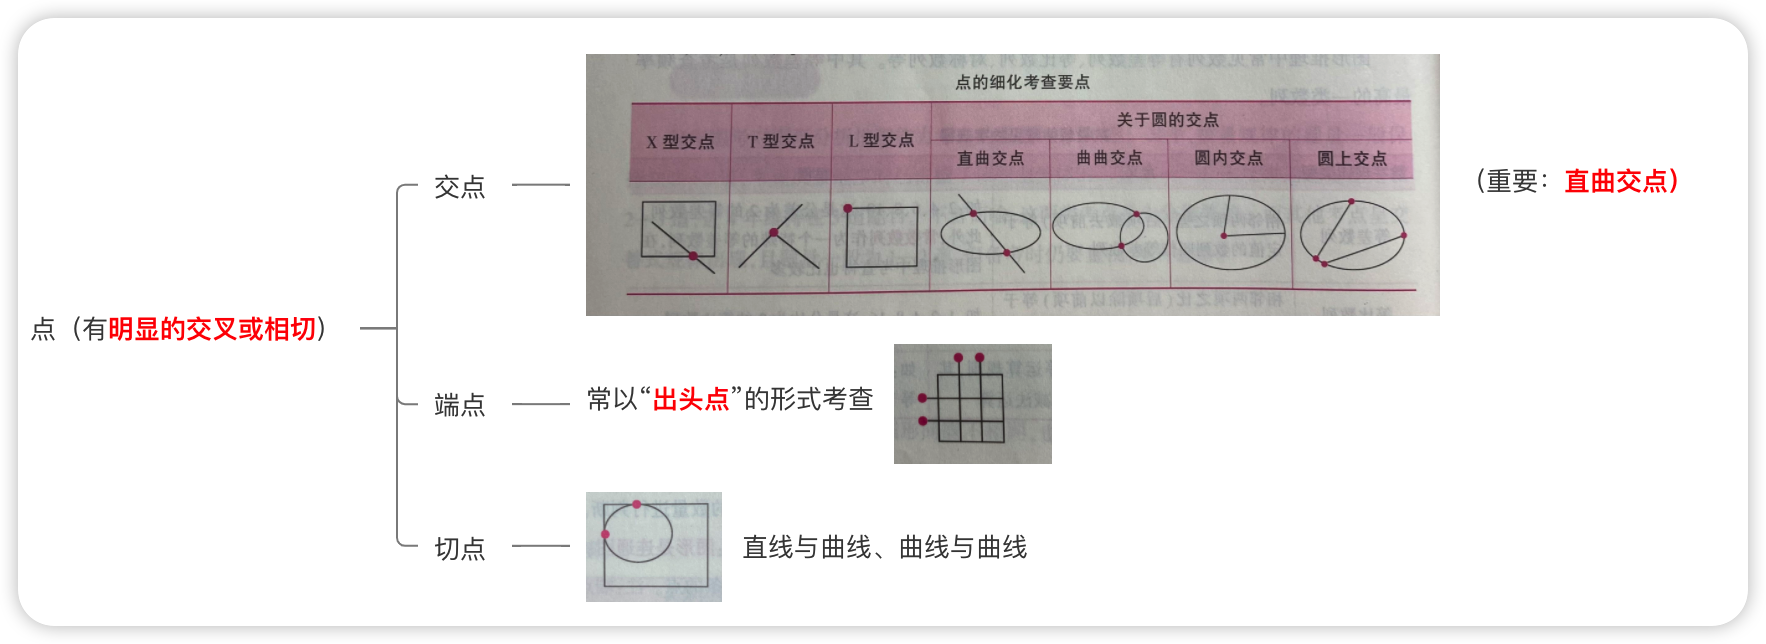 点的细化考查要点
X 型交点
T 型交点
L 型交点
关于圆的交点
直曲交点
曲曲交点
圆内交点
圆上交点
（重要：直曲交点）
交点
点（有明显的交叉或相切）
端点
常以“出头点”的形式考查
切点
直线与曲线、曲线与曲线